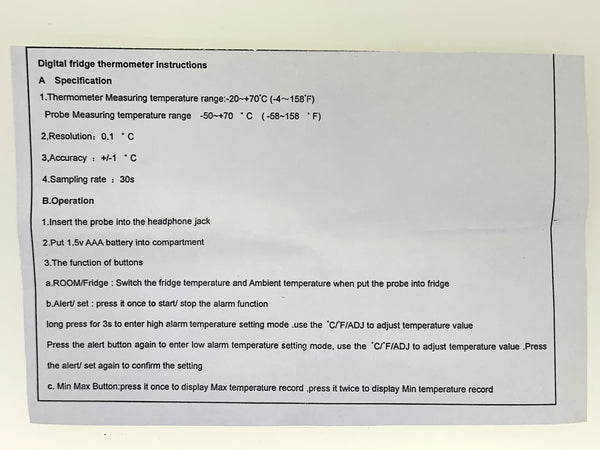 Digital fridge thermometer instructions
A Specification
1.Thermometer Measuring temperature range:-20~+70°C (-4~158°F)
Probe Measuring temperature range -50~+70 °C (-58~158 °F)
2,Resolution: 0.1 °C
3,Accuracy : +/-1 °C
4.Sampling rate : 30s
B.Operation
1.Insert the probe into the headphone jack
2.Put 1.5v AAA battery into compartment
3.The function of buttons
a.ROOM/Fridge : Switch the fridge temperature and Ambient temperature when put the probe into fridge
b.Alert/ set : press it once to start/ stop the alarm function
long press for 3s to enter high alarm temperature setting mode .use the °C/°F/ADJ to adjust temperature value
Press the alert button again to enter low alarm temperature setting mode, use the °C/°F/ADJ to adjust temperature value .Press
the alert/ set again to confirm the setting
c. Min Max Button:press it once to display Max temperature record ,press it twice to display Min temperature record